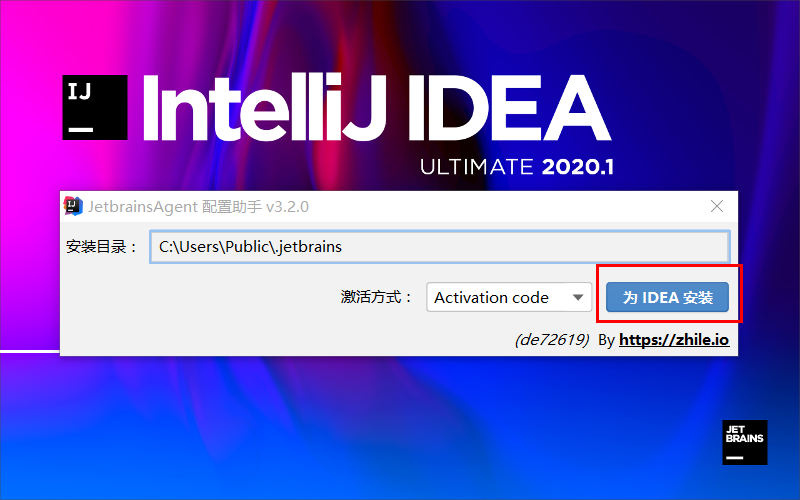 IJ
IntelliJ IDEA
ULTIMATE 2020.1
IJ
JetbrainsAgent 配置助手 v3.2.0
安装目录： C:\Users\Public\.jetbrains
激活方式： Activation code 为 IDEA 安装
(de72619) By https://zhile.io
JET
BRAINS